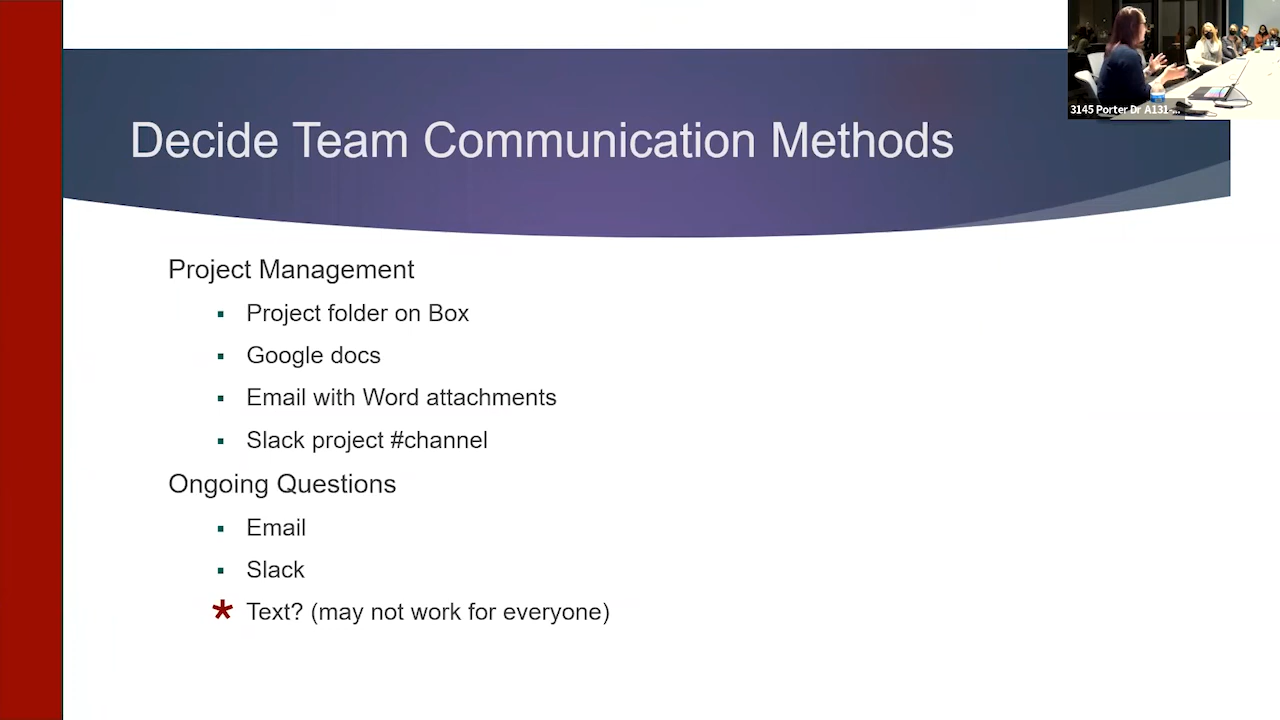 3145 Porter Dr A131-...
Decide Team Communication Methods
Project Management
▪ Project folder on Box
▪ Google docs
▪ Email with Word attachments
▪ Slack project #channel
Ongoing Questions
▪ Email
▪ Slack
* Text? (may not work for everyone)